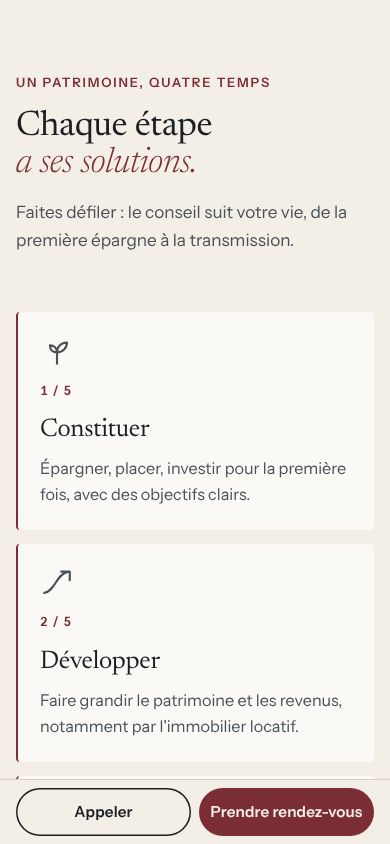 UN PATRIMOINE, QUATRE TEMPS
Chaque étape
a ses solutions.
Faites défiler : le conseil suit votre vie, de la
première épargne à la transmission.
1 / 5
Constituer
Épargner, placer, investir pour la première
fois, avec des objectifs clairs.
2 / 5
Développer
Faire grandir le patrimoine et les revenus,
notamment par l'immobilier locatif.
Appeler
Prendre rendez-vous